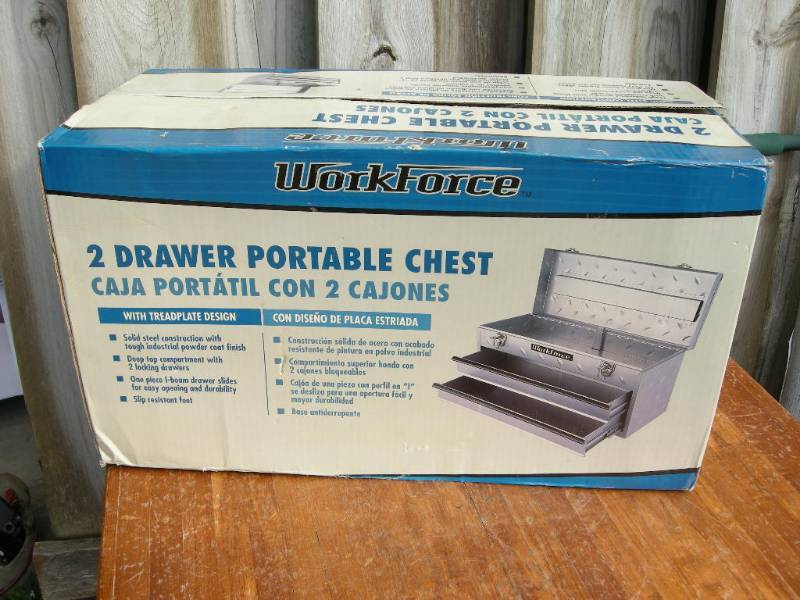 2 DRAWER PORTABLE CHEST
CAJA PORTÁTIL CON 2 CAJONES
WorkForce
WorkForce™
2 DRAWER PORTABLE CHEST
CAJA PORTÁTIL CON 2 CAJONES
WITH TREADPLATE DESIGN
Solid steel construction with
tough industrial powder coat finish
Deep top compartment with
2 locking drawers
One piece I-beam drawer slides
for easy opening and durability
Slip resistant feet
CON DISEÑO DE PLACA ESTRIADA
Construcción sólida de acero con acabado
resistente de pintura en polvo industrial
Compartimiento superior hondo con
2 cajones bloqueables
Cajón de una pieza con perfil en "I"
se desliza para una apertura fácil y
mayor durabilidad
Base antiderrapante
WorkForce